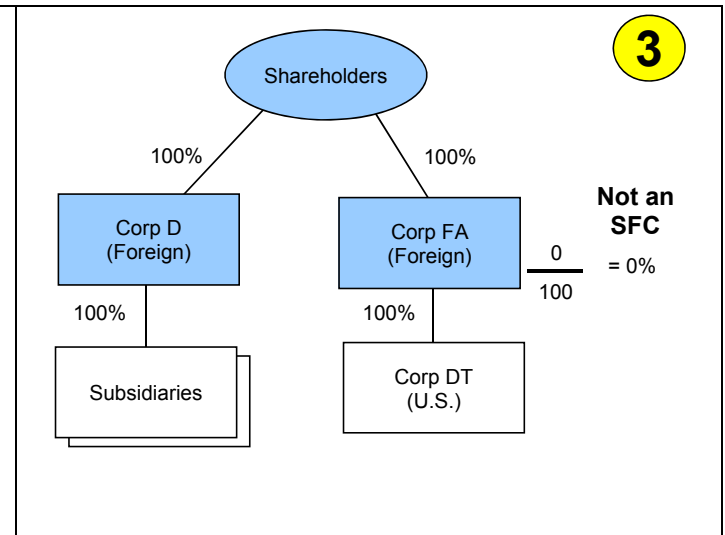 3
Shareholders
100%
100%
Corp D
(Foreign)
Corp FA
(Foreign)
0
100
Not an
SFC
= 0%
100%
100%
Subsidiaries
Corp DT
(U.S.)